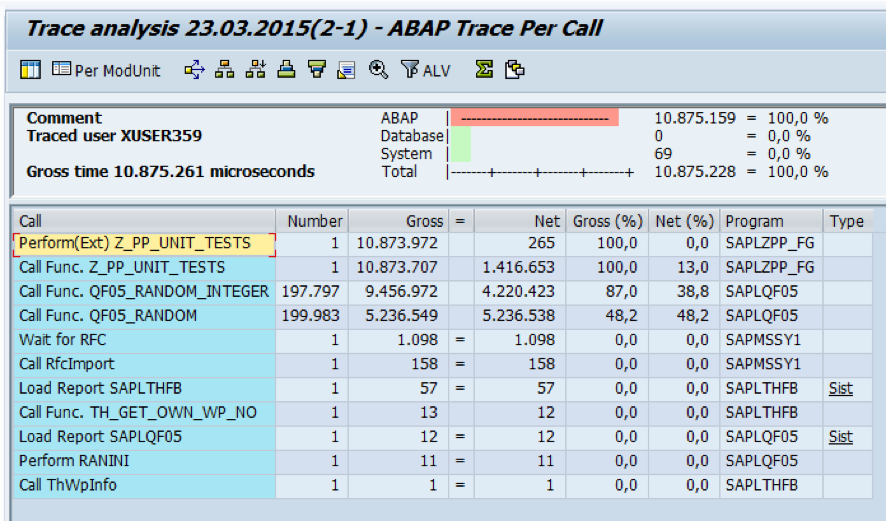 Trace analysis 23.03.2015(2-1) - ABAP Trace Per Call
Per ModUnit ALV
Comment ABAP | ----------------------------- 10.875.159 = 100,0 %
Traced user XUSER359 Database| 0 = 0,0 %
System | 69 = 0,0 %
Gross time 10.875.261 microseconds Total |-------+-------+-------+-------+ 10.875.228 = 100,0 %
Call Number Gross = Net Gross (%) Net (%) Program Type
Perform(Ext) Z_PP_UNIT_TESTS 1 10.873.972 265 100,0 0,0 SAPLZPP_FG
Call Func. Z_PP_UNIT_TESTS 1 10.873.707 1.416.653 100,0 13,0 SAPLZPP_FG
Call Func. QF05_RANDOM_INTEGER 197.797 9.456.972 4.220.423 87,0 38,8 SAPLQF05
Call Func. QF05_RANDOM 199.983 5.236.549 5.236.538 48,2 48,2 SAPLQF05
Wait for RFC 1 1.098 = 1.098 0,0 0,0 SAPMSSY1
Call RfcImport 1 158 = 158 0,0 0,0 SAPMSSY1
Load Report SAPLTHFB 1 57 = 57 0,0 0,0 SAPLTHFB Sist
Call Func. TH_GET_OWN_WP_NO 1 13 12 0,0 0,0 SAPLTHFB
Load Report SAPLQF05 1 12 = 12 0,0 0,0 SAPLQF05 Sist
Perform RANINI 1 11 = 11 0,0 0,0 SAPLQF05
Call ThWpInfo 1 1 = 1 0,0 0,0 SAPLTHFB